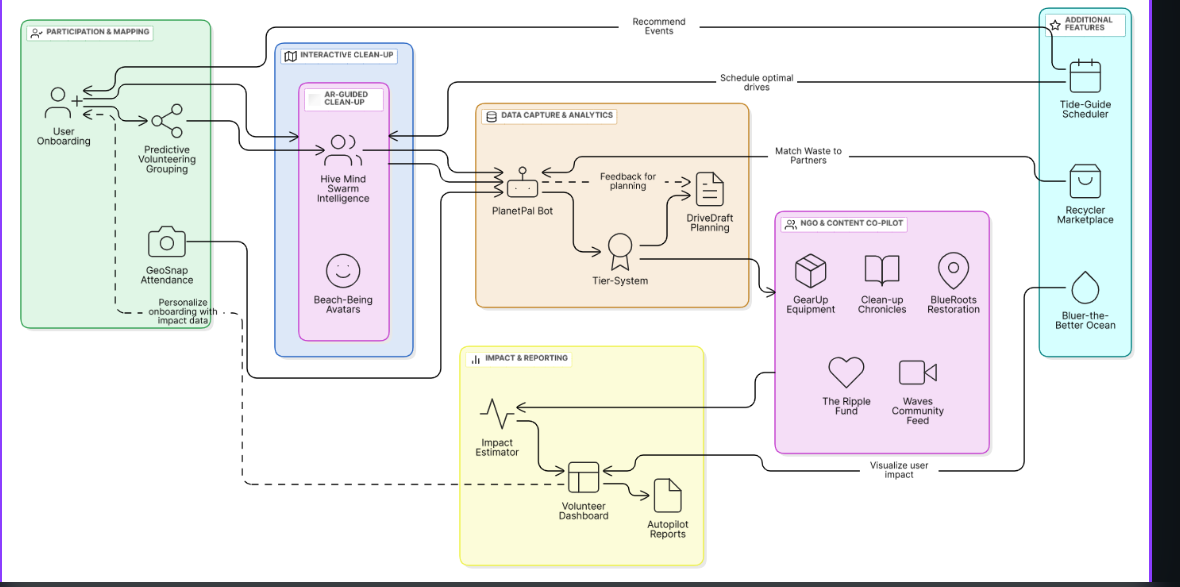 PARTICIPATION & MAPPING
User
Onboarding
Predictive
Volunteering
Grouping
GeoSnap
Attendance
Personalize
onboarding with
impact data
INTERACTIVE CLEAN-UP
AR-GUIDED
CLEAN-UP
Hive Mind
Swarm
Intelligence
Beach-Being
Avatars
Recommend
Events
Schedule optimal
drives
DATA CAPTURE & ANALYTICS
PlanetPal Bot
Feedback for
planning
DriveDraft
Planning
Tier-System
Match Waste to
Partners
NGO & CONTENT CO-PILOT
GearUp
Equipment
Clean-up
Chronicles
BlueRoots
Restoration
The Ripple
Fund
Waves
Community
Feed
ADDITIONAL
FEATURES
Tide-Guide
Scheduler
Recycler
Marketplace
Bluer-the-
Better Ocean
IMPACT & REPORTING
Impact
Estimator
Volunteer
Dashboard
Autopilot
Reports
Visualize user
impact